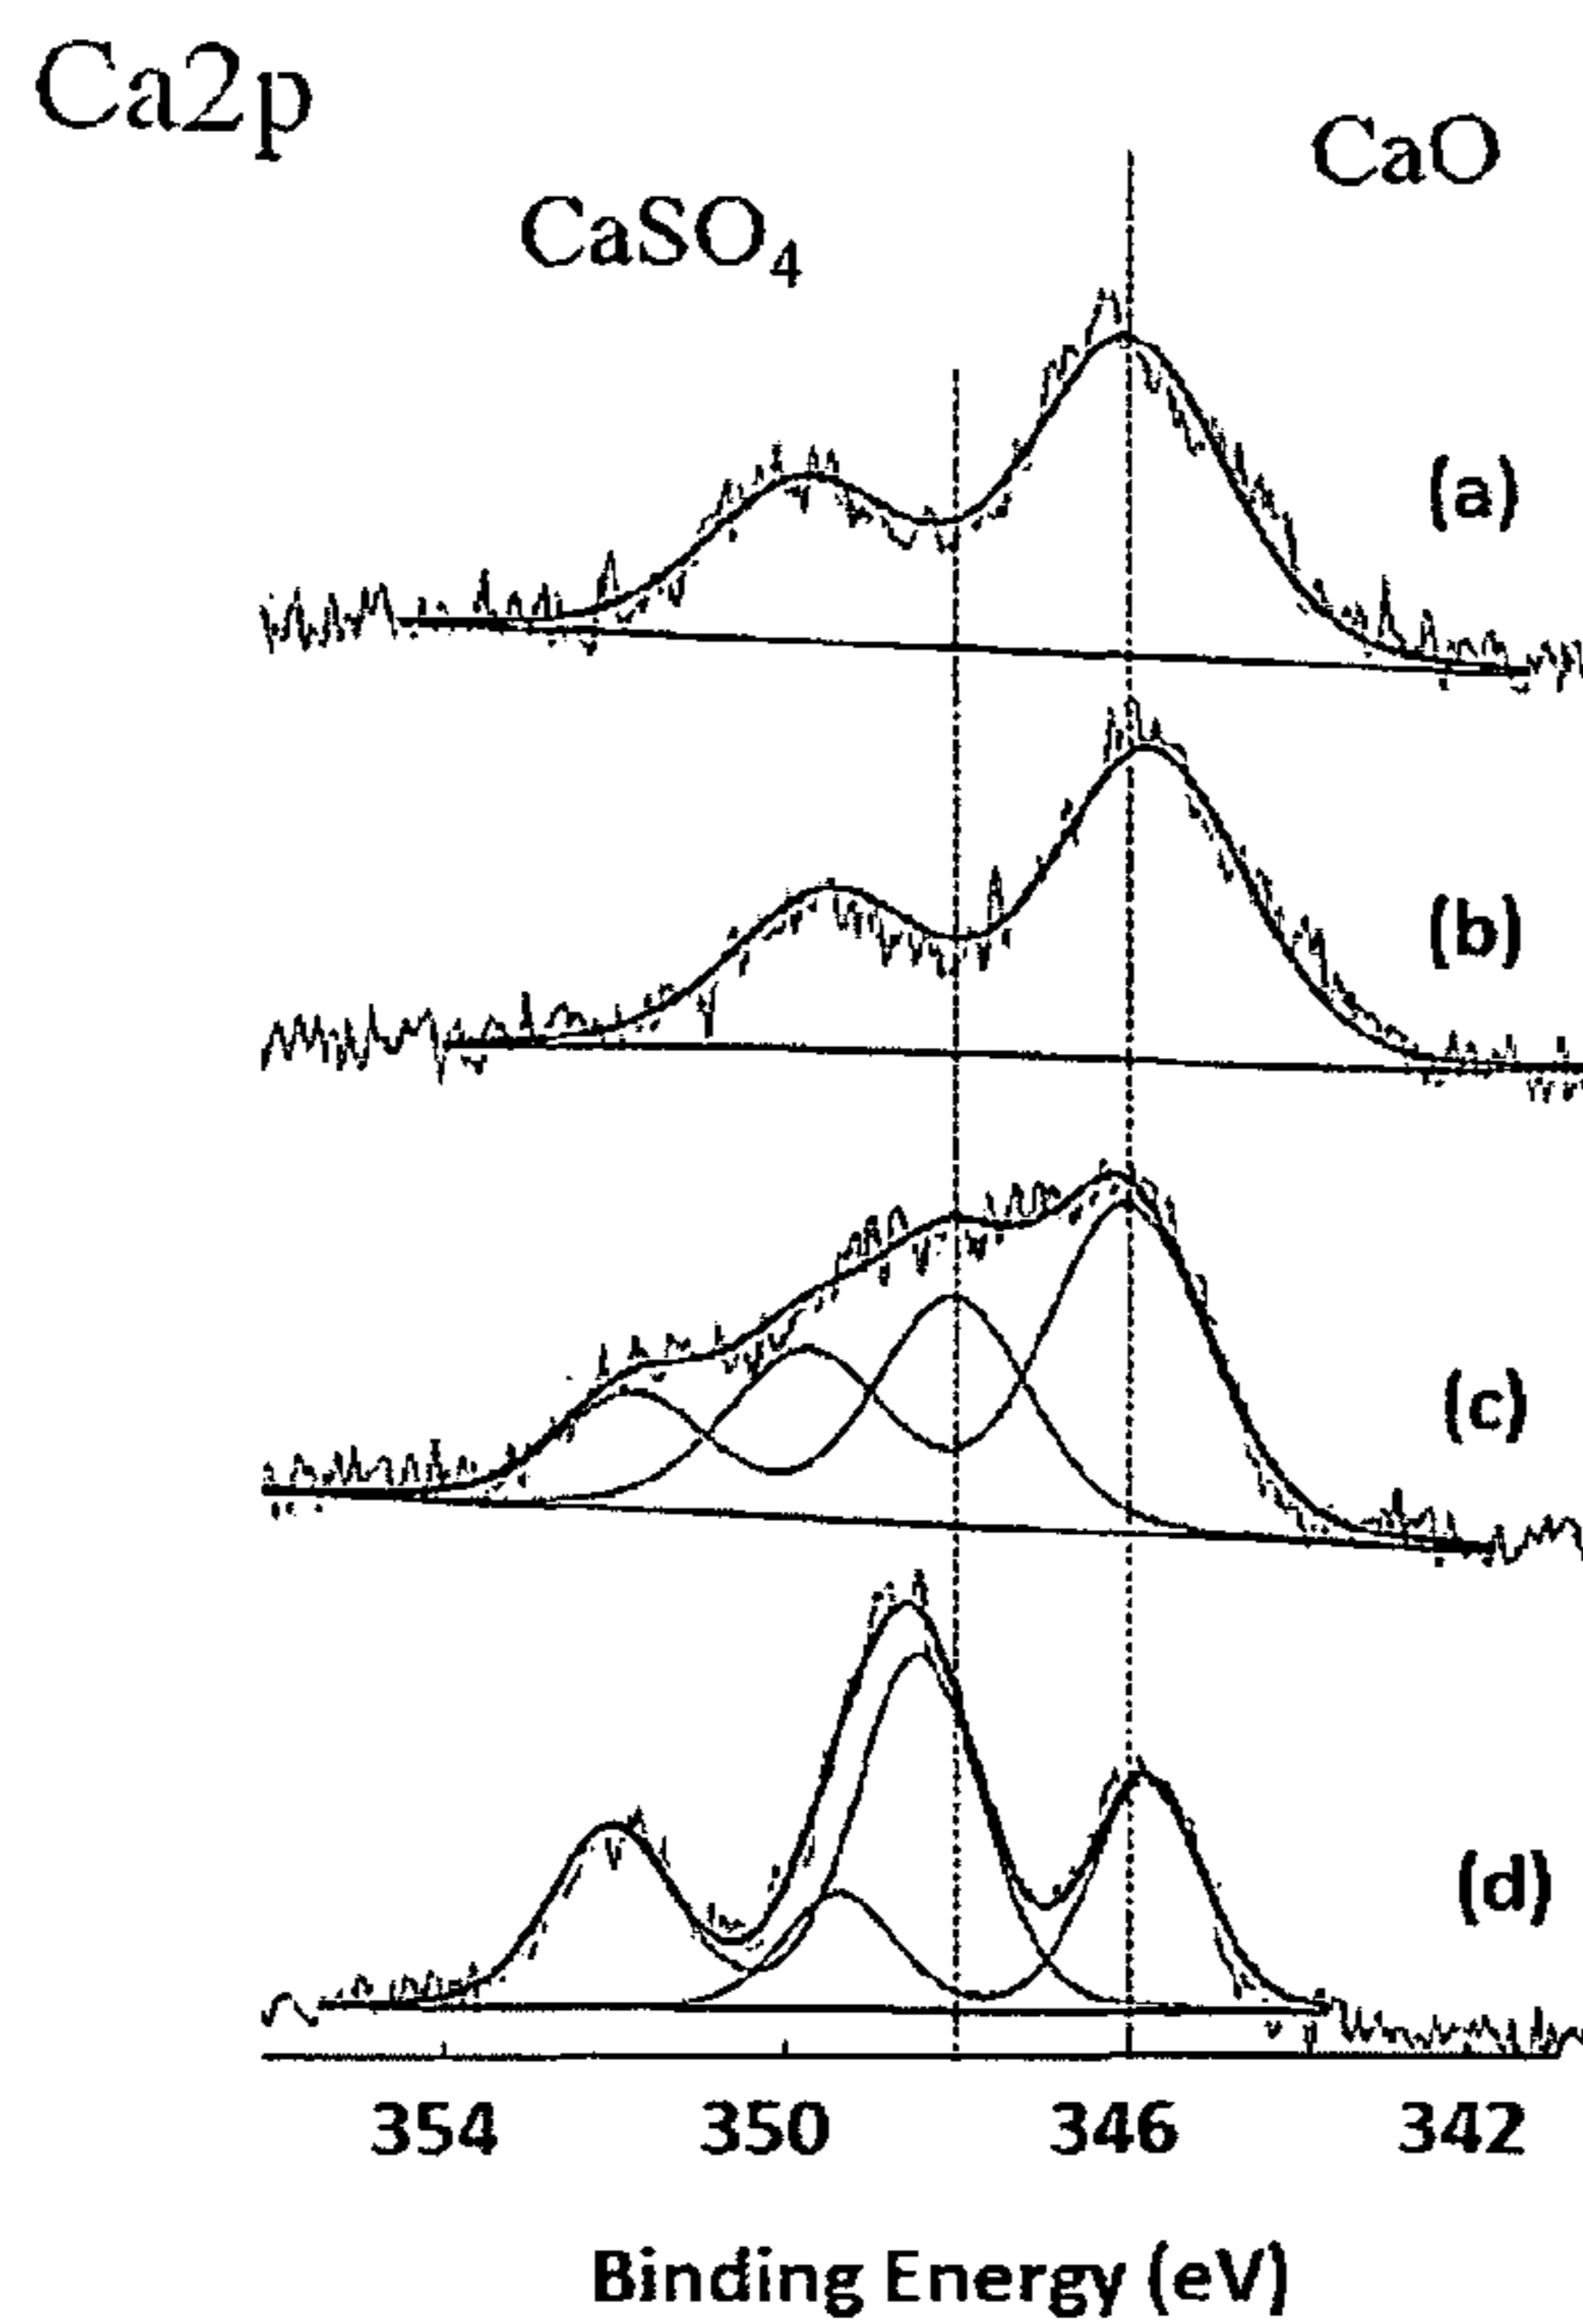 Ca2p
CaO
CaSO₄
(a)
(b)
(c)
(d)
354 350 346 342
Binding Energy (eV)